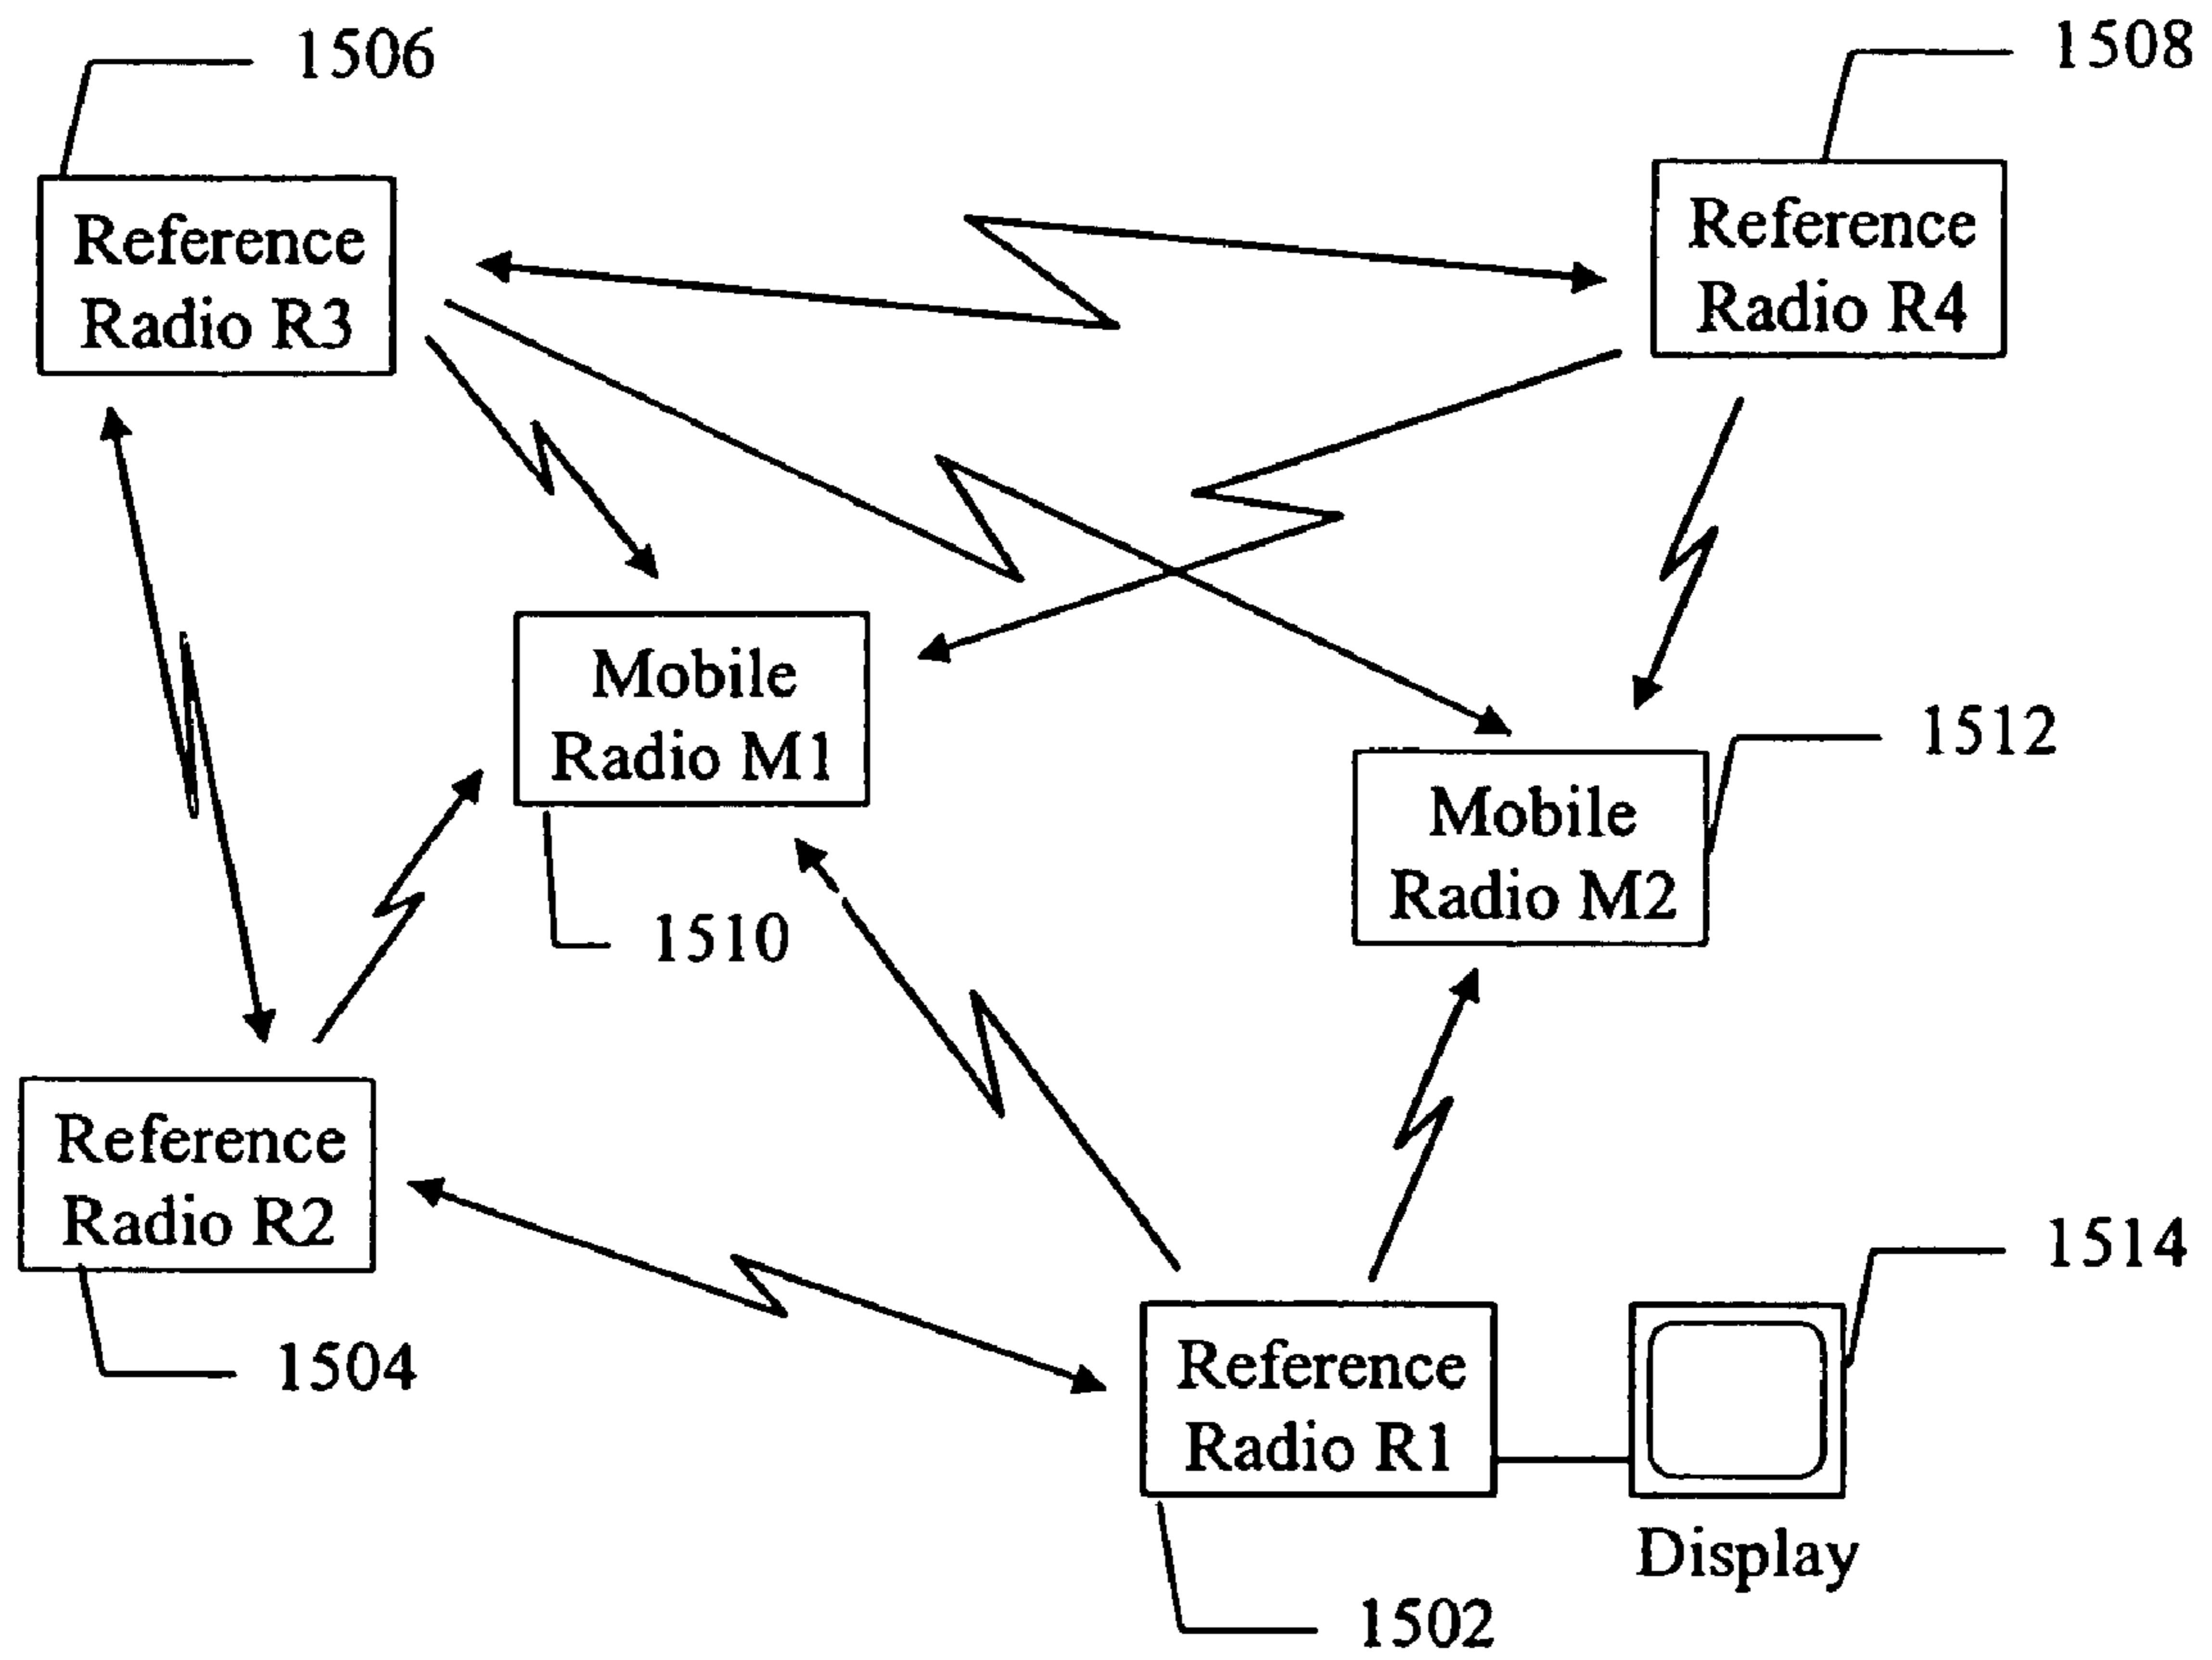 1506
1508
Reference
Radio R3
Reference
Radio R4
Mobile
Radio M1
1512
Mobile
Radio M2
1510
Reference
Radio R2
1514
1504
Reference
Radio R1
Display
1502